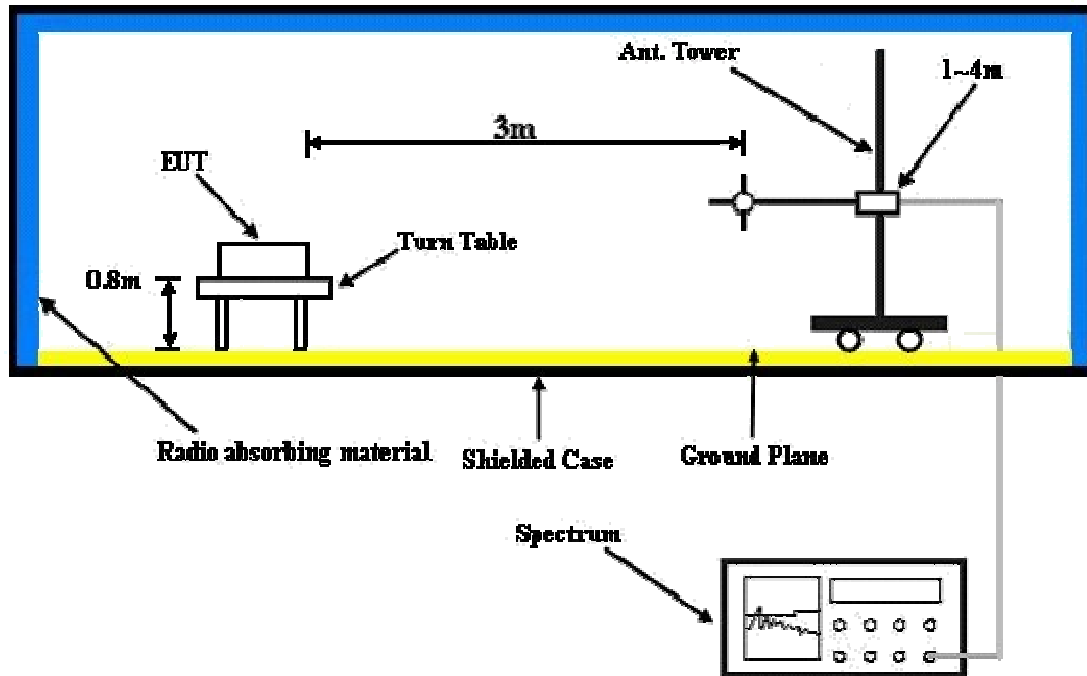 Ant. Tower
1~4m
3m
EUT
Turn Table
0.8m
Radio absorbing material
Shielded Case
Ground Plane
Spectrum